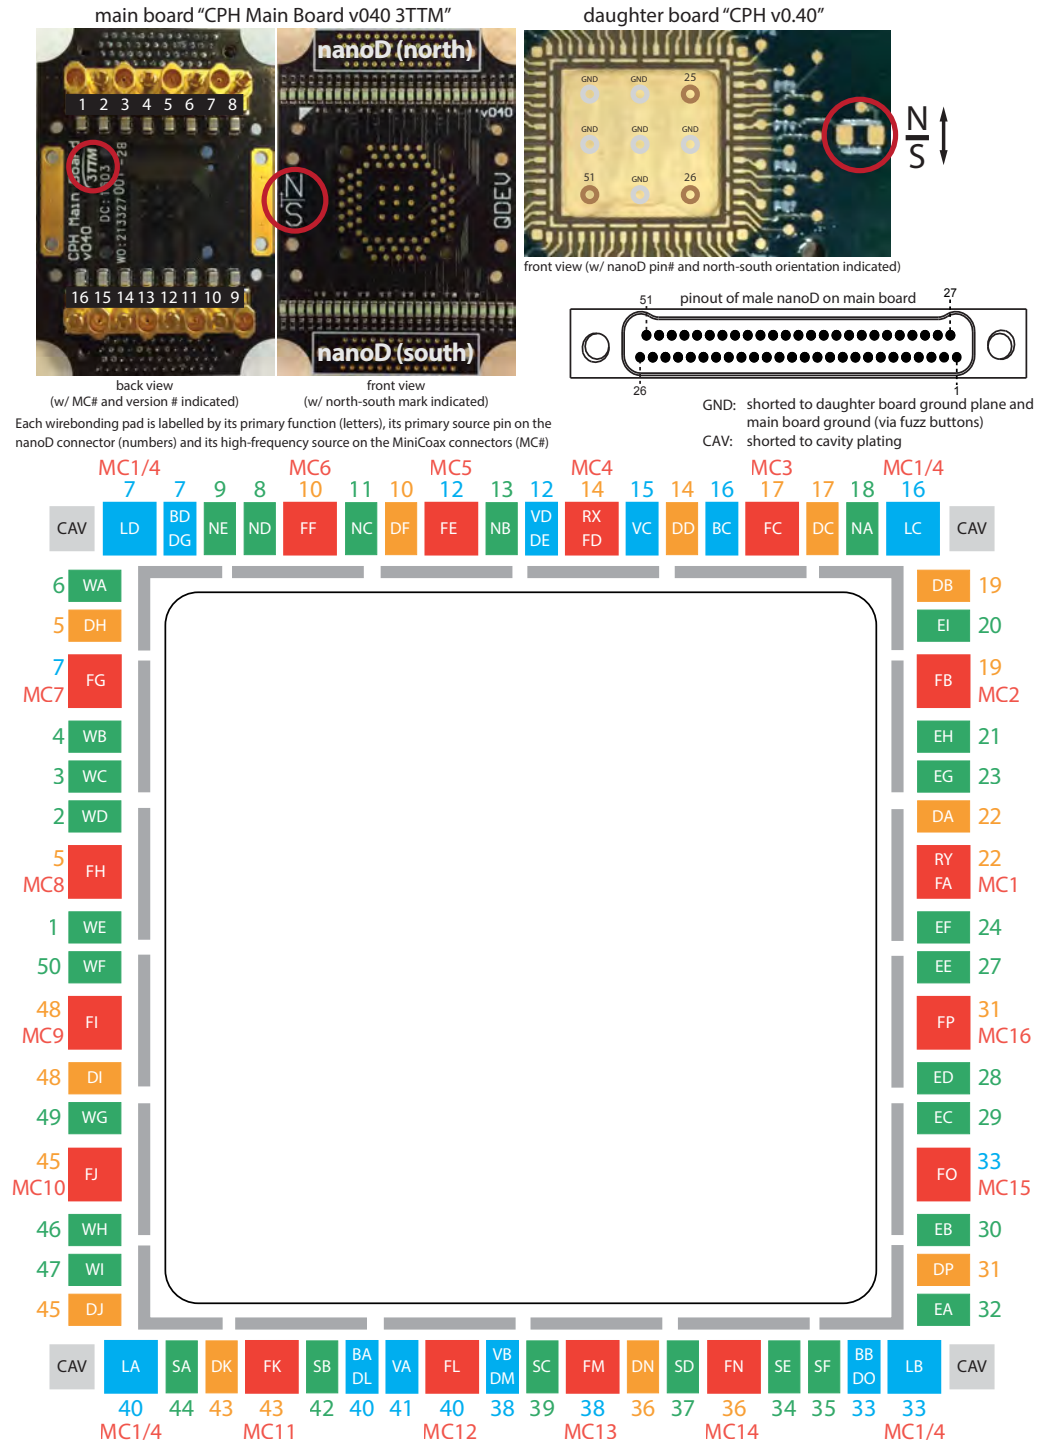 main board “CPH Main Board v040 3TTM”
daughter board “CPH v0.40”
1 2 3 4 5 6 7 8
CPH Main Board
v040
3TTM
16 15 14 13 12 11 10 9
nanoD (north)
v040
N
S
QDEV
nanoD (south)
GND GND 25
GND GND GND
51 GND 26
N
S
back view
(w/ MC# and version # indicated)
front view
(w/ north-south mark indicated)
front view (w/ nanoD pin# and north-south orientation indicated)
51 pinout of male nanoD on main board 27
26 1
Each wirebonding pad is labelled by its primary function (letters), its primary source pin on the
nanoD connector (numbers) and its high-frequency source on the MiniCoax connectors (MC#)
GND: shorted to daughter board ground plane and
main board ground (via fuzz buttons)
CAV: shorted to cavity plating
MC1/4 MC6 MC5 MC4 MC3 MC1/4
7 7 9 8 10 11 10 12 13 12 14 15 14 16 17 17 18 16
CAV LD BD DG NE ND FF NC DF FE NB VD DE RX FD VC DD BC FC DC NA LC CAV
6 WA DB 19
5 DH EI 20
7 MC7 FG FB 19 MC2
4 WB EH 21
3 WC EG 23
2 WD DA 22
5 MC8 FH RY FA 22 MC1
1 WE EF 24
50 WF EE 27
48 MC9 FI FP 31 MC16
48 DI ED 28
49 WG EC 29
45 MC10 FJ FO 33 MC15
46 WH EB 30
47 WI DP 31
45 DJ EA 32
CAV LA SA DK FK SB BA DL VA FL VB DM SC FM DN SD FN SE SF BB DO LB CAV
40 44 43 43 42 40 41 40 38 39 38 36 37 36 34 35 33 33
MC1/4 MC11 MC12 MC13 MC14 MC1/4